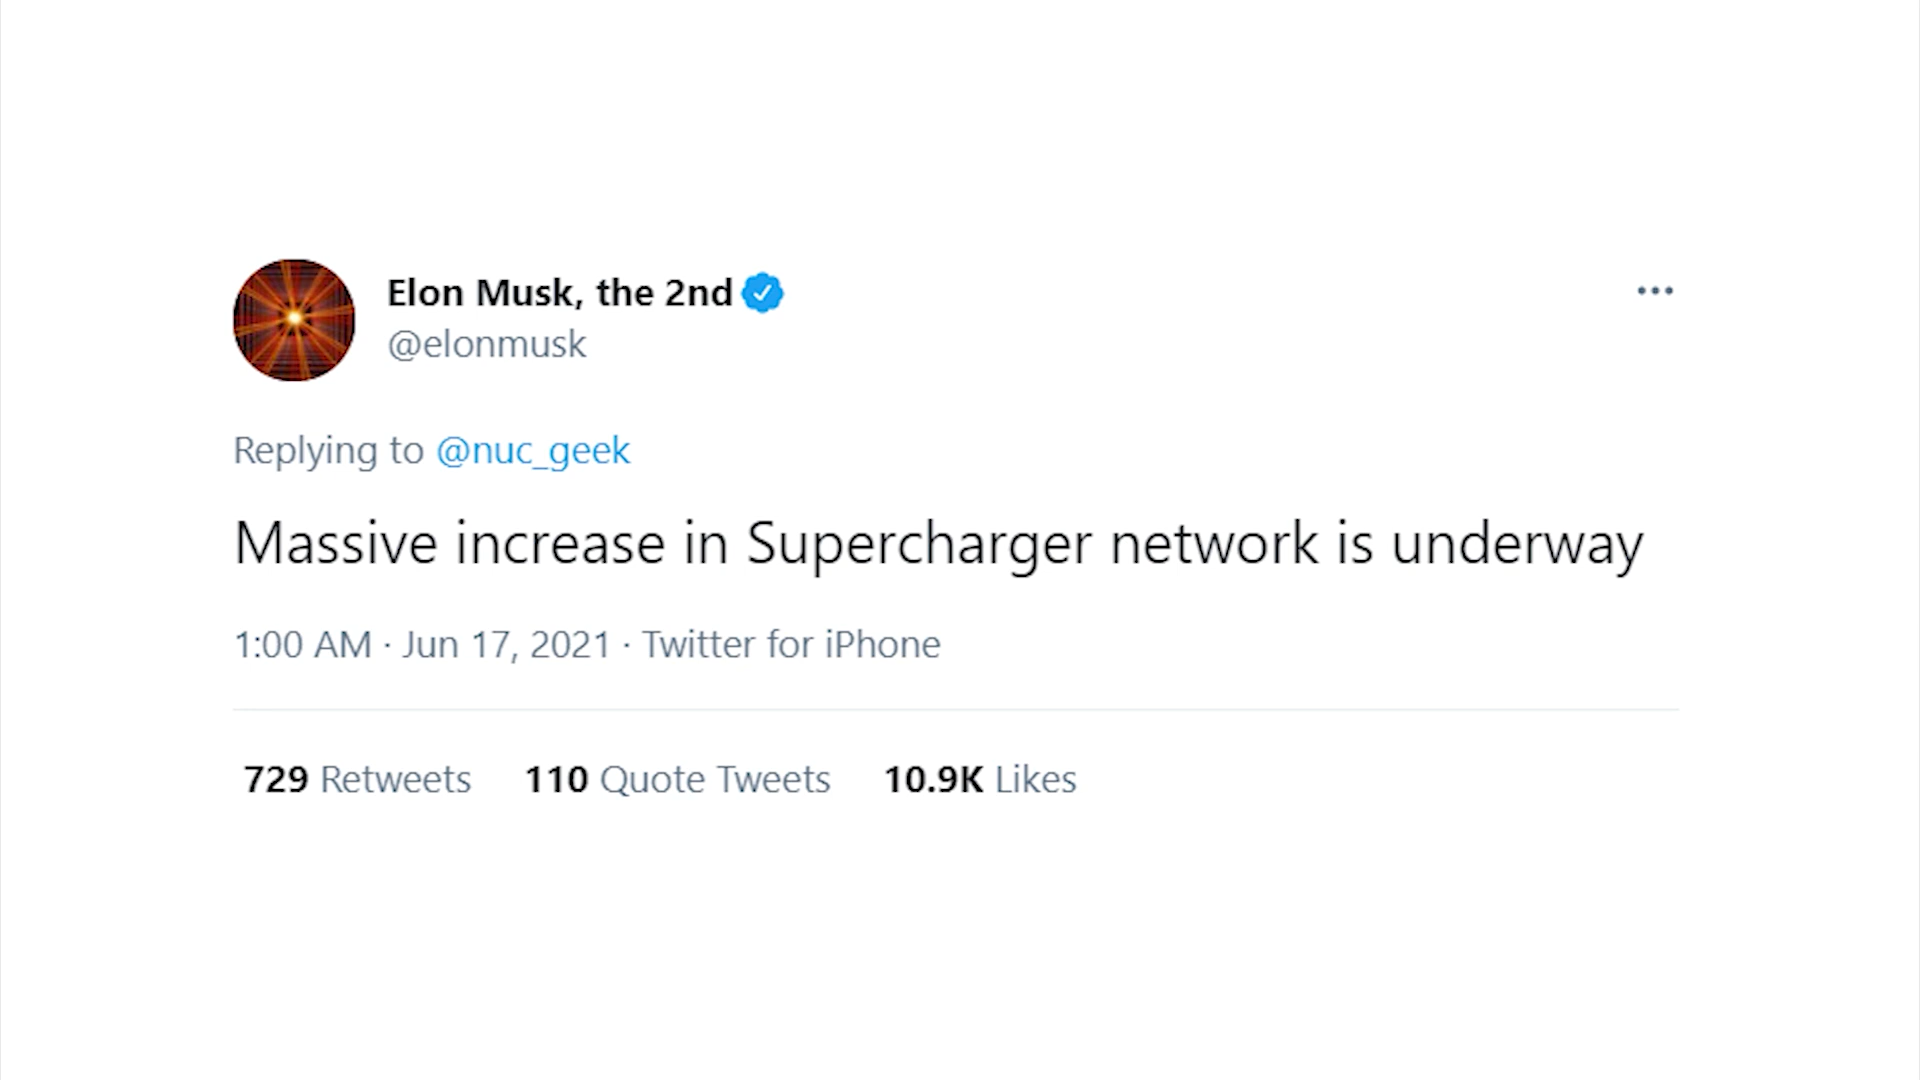 Elon Musk, the 2nd
@elonmusk
Replying to @nuc_geek
Massive increase in Supercharger network is underway
1:00 AM · Jun 17, 2021 · Twitter for iPhone
729 Retweets 110 Quote Tweets 10.9K Likes